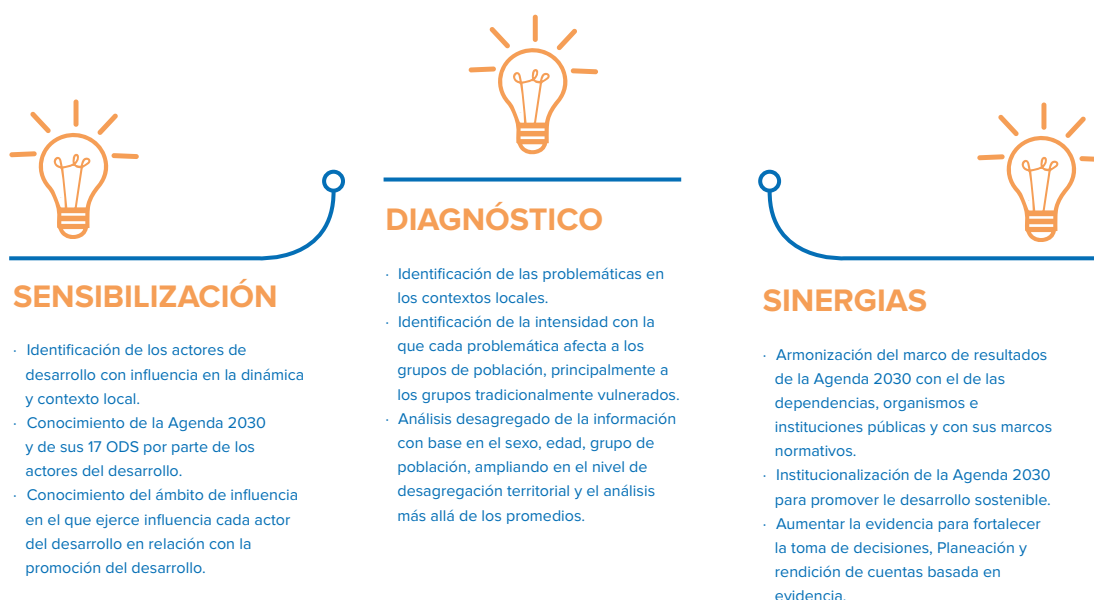 SENSIBILIZACIÓN
· Identificación de los actores de
desarrollo con influencia en la dinámica
y contexto local.
· Conocimiento de la Agenda 2030
y de sus 17 ODS por parte de los
actores del desarrollo.
· Conocimiento del ámbito de influencia
en el que ejerce influencia cada actor
del desarrollo en relación con la
promoción del desarrollo.
DIAGNÓSTICO
· Identificación de las problemáticas en
los contextos locales.
· Identificación de la intensidad con la
que cada problemática afecta a los
grupos de población, principalmente a
los grupos tradicionalmente vulnerados.
· Análisis desagregado de la información
con base en el sexo, edad, grupo de
población, ampliando en el nivel de
desagregación territorial y el análisis
más allá de los promedios.
SINERGIAS
· Armonización del marco de resultados
de la Agenda 2030 con el de las
dependencias, organismos e
instituciones públicas y con sus marcos
normativos.
· Institucionalización de la Agenda 2030
para promover le desarrollo sostenible.
· Aumentar la evidencia para fortalecer
la toma de decisiones, Planeación y
rendición de cuentas basada en
evidencia.